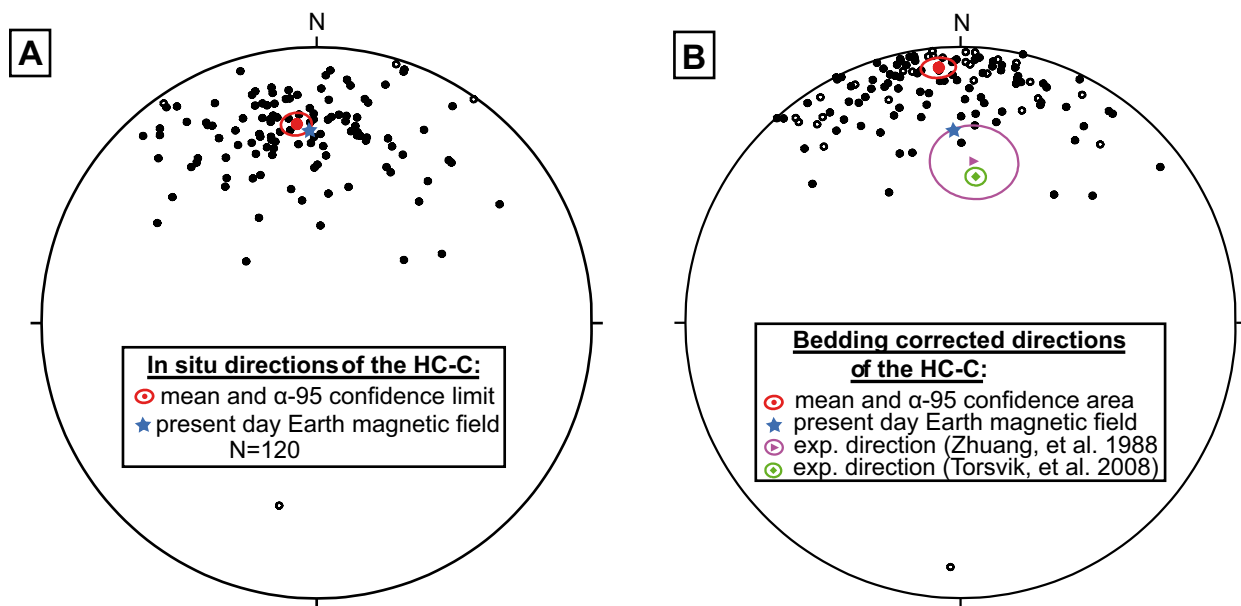 A
N
In situ directions of the HC-C:
mean and α-95 confidence limit
present day Earth magnetic field
N=120
B
N
Bedding corrected directions
of the HC-C:
mean and α-95 confidence area
present day Earth magnetic field
exp. direction (Zhuang, et al. 1988
exp. direction (Torsvik, et al. 2008)